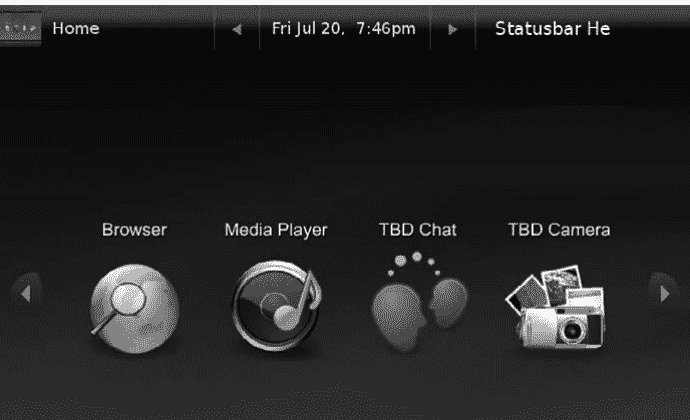 Home
Fri Jul 20, 7:46pm
Statusbar He
Browser
Media Player
TBD Chat
TBD Camera